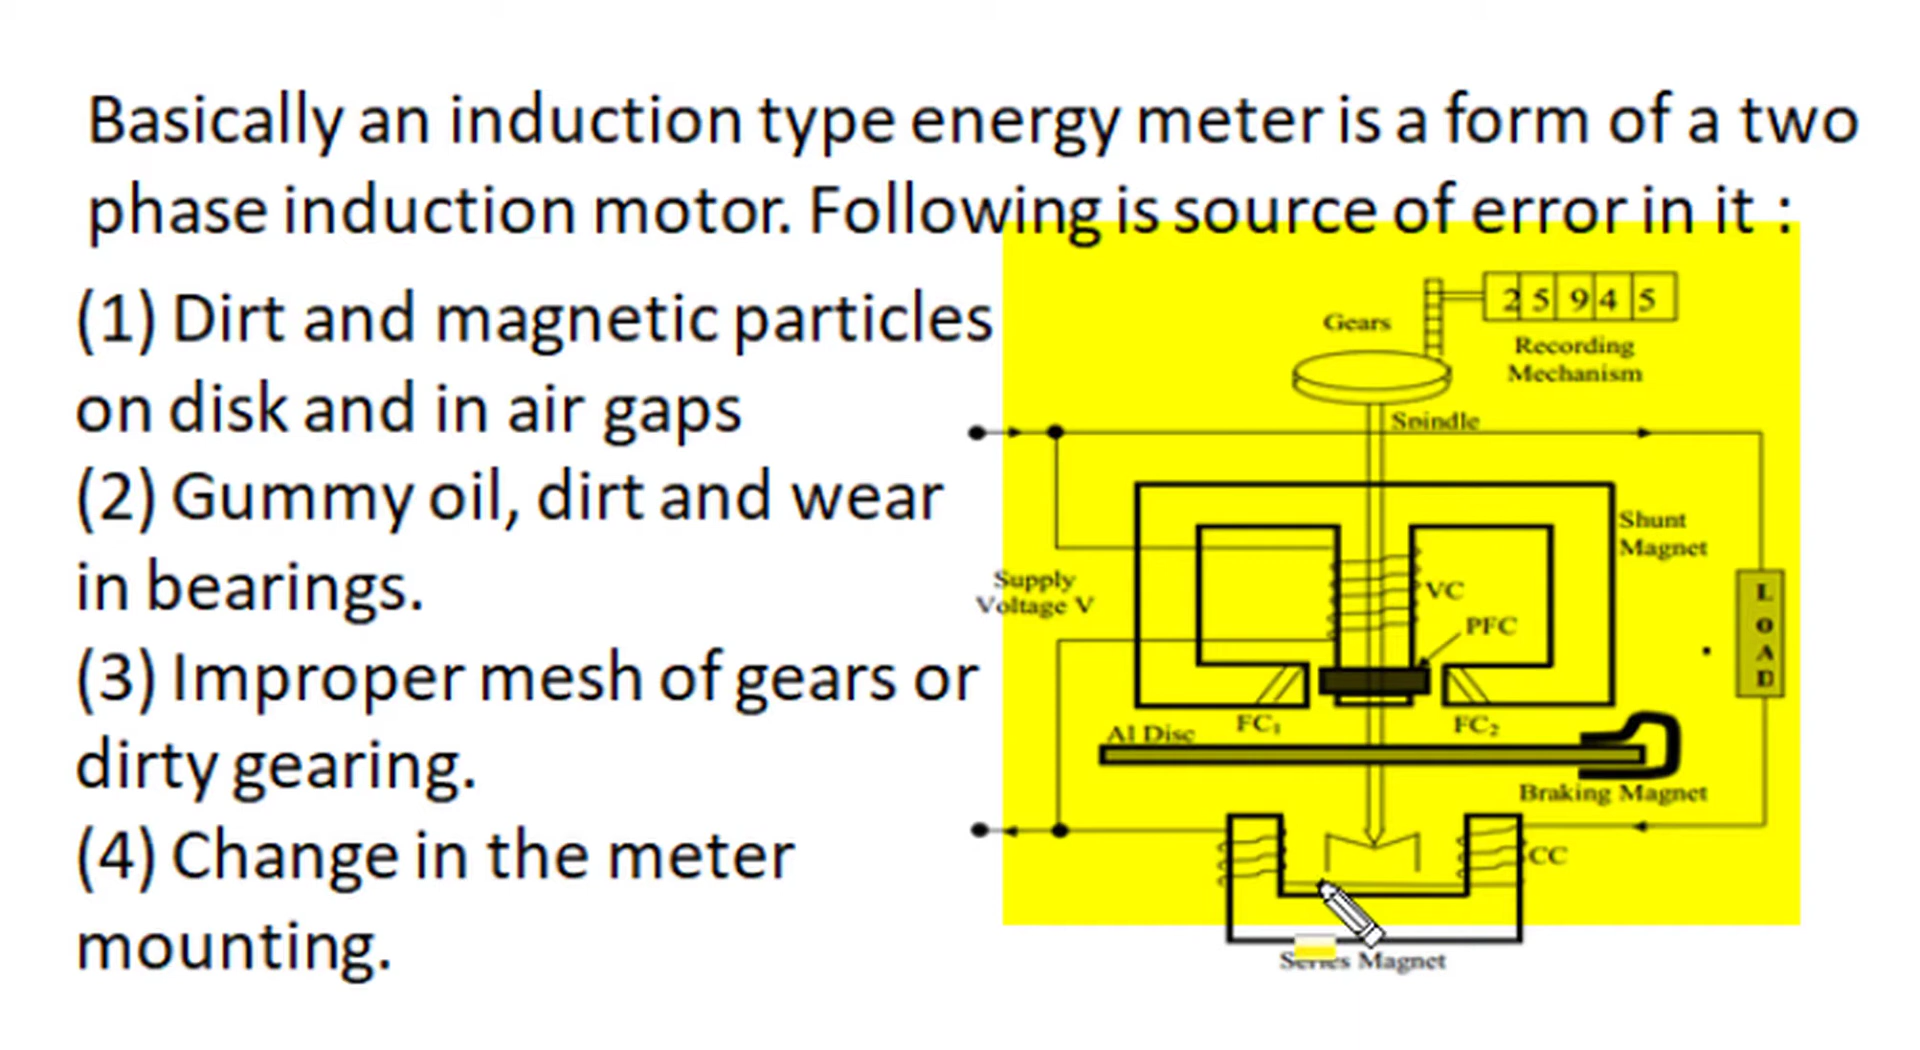 Basically an induction type energy meter is a form of a two
phase induction motor. Following is source of error in it :
(1) Dirt and magnetic particles
on disk and in air gaps
(2) Gummy oil, dirt and wear
in bearings.
(3) Improper mesh of gears or
dirty gearing.
(4) Change in the meter
mounting.
2 5 9 4 5
Gears
Recording
Mechanism
Spindle
Shunt
Magnet
Supply
Voltage V
VC
PFC
LOAD
FC1
FC2
Al Disc
Braking Magnet
CC
Series Magnet